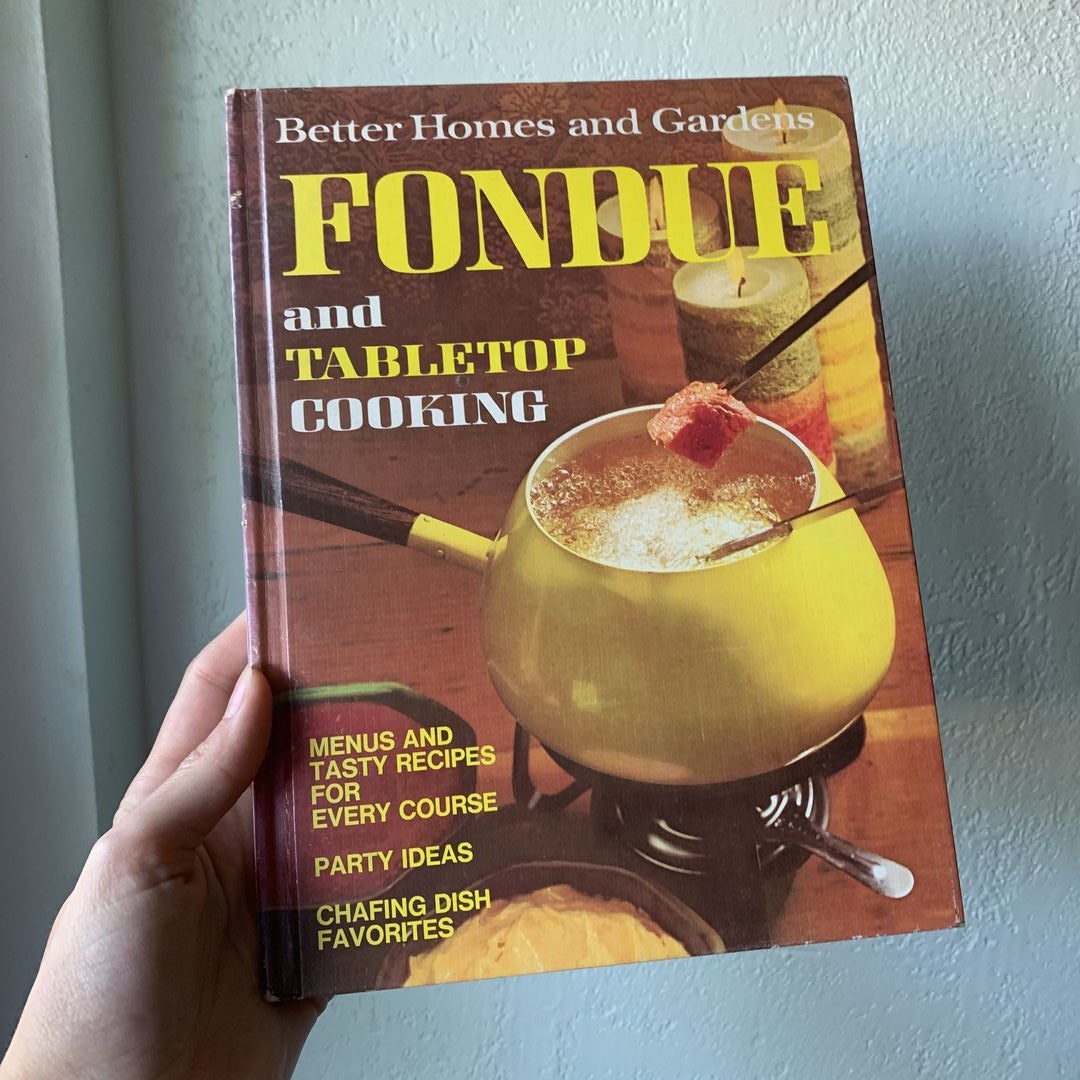 Better Homes and Gardens
FONDUE
and
TABLETOP
COOKING
MENUS AND
TASTY RECIPES
FOR
EVERY COURSE
PARTY IDEAS
CHAFING DISH
FAVORITES